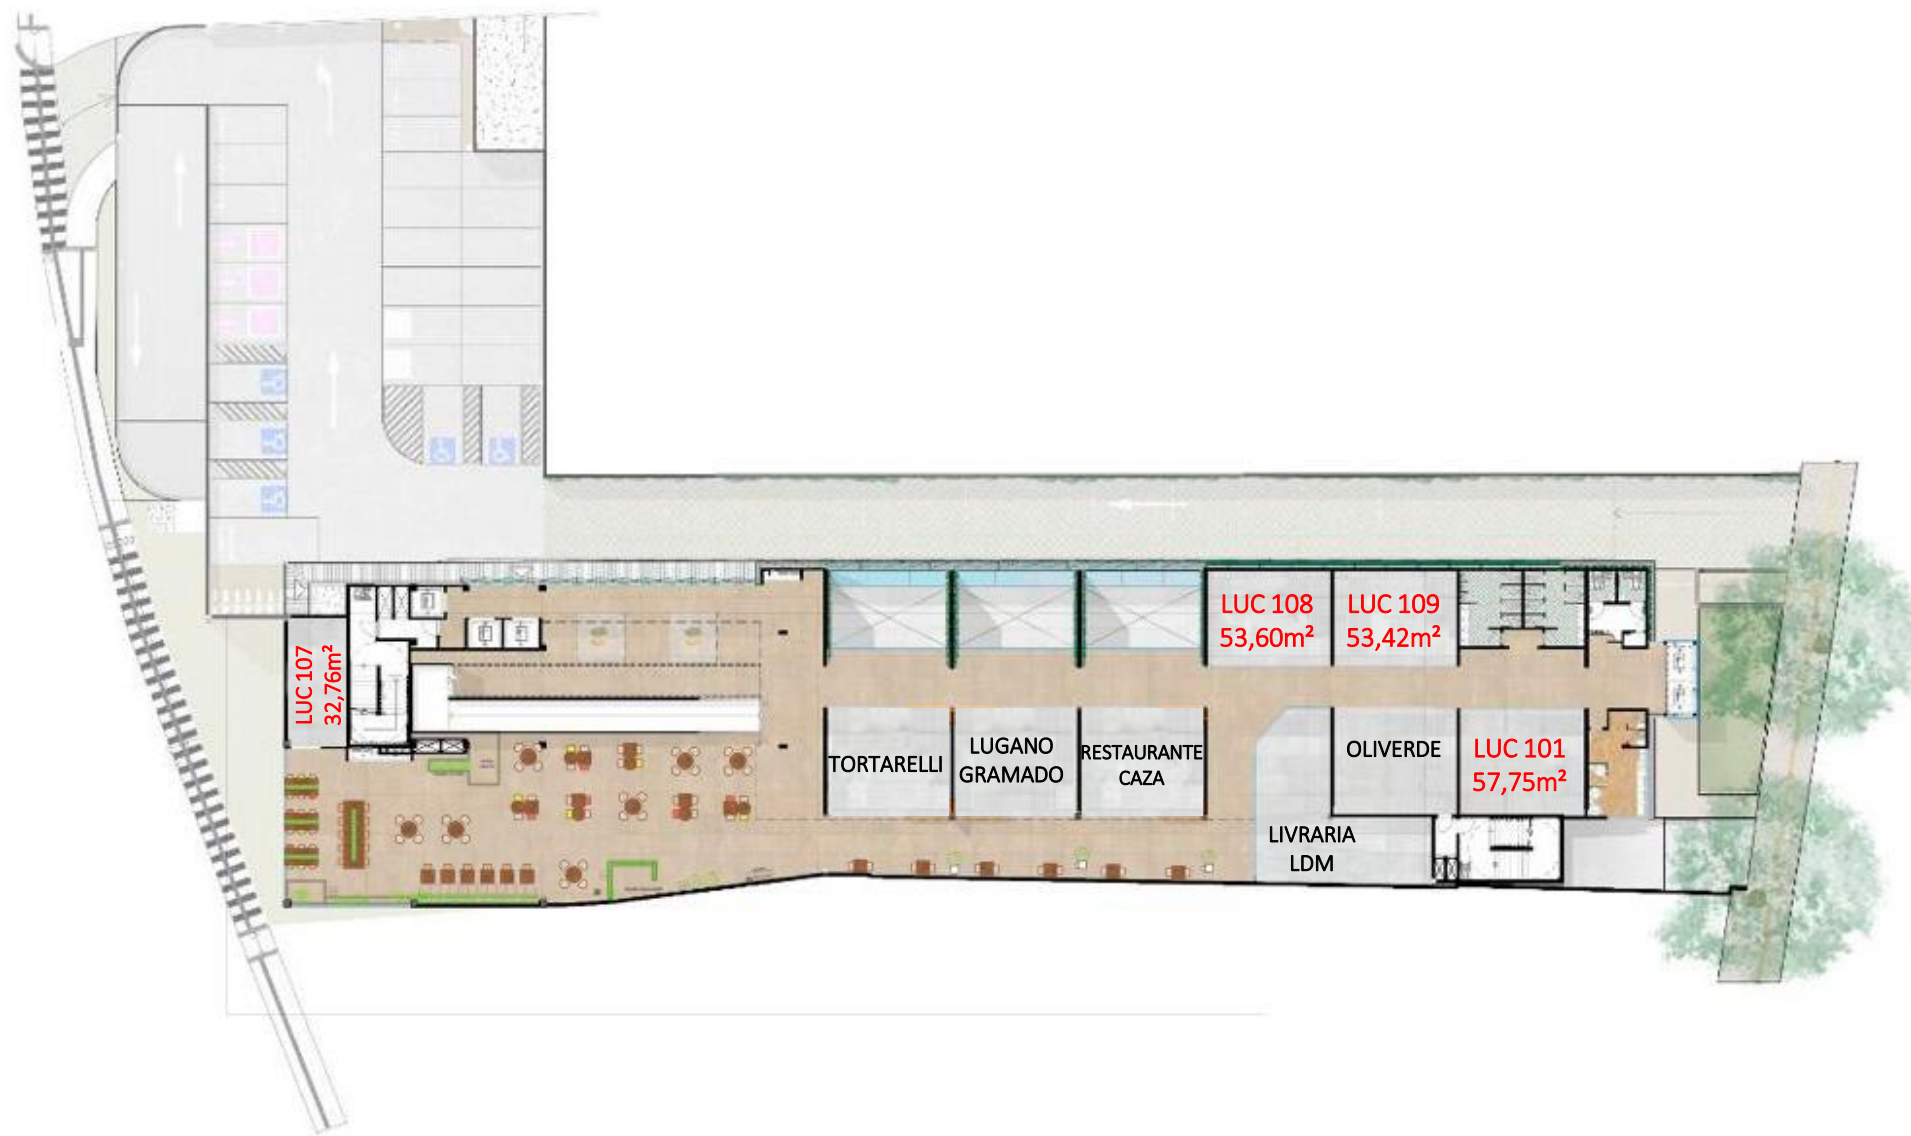 LUC 108
53,60m²
LUC 109
53,42m²
LUC 107
32,76m²
TORTARELLI
LUGANO
GRAMADO
RESTAURANTE
CAZA
OLIVERDE
LUC 101
57,75m²
LIVRARIA
LDM